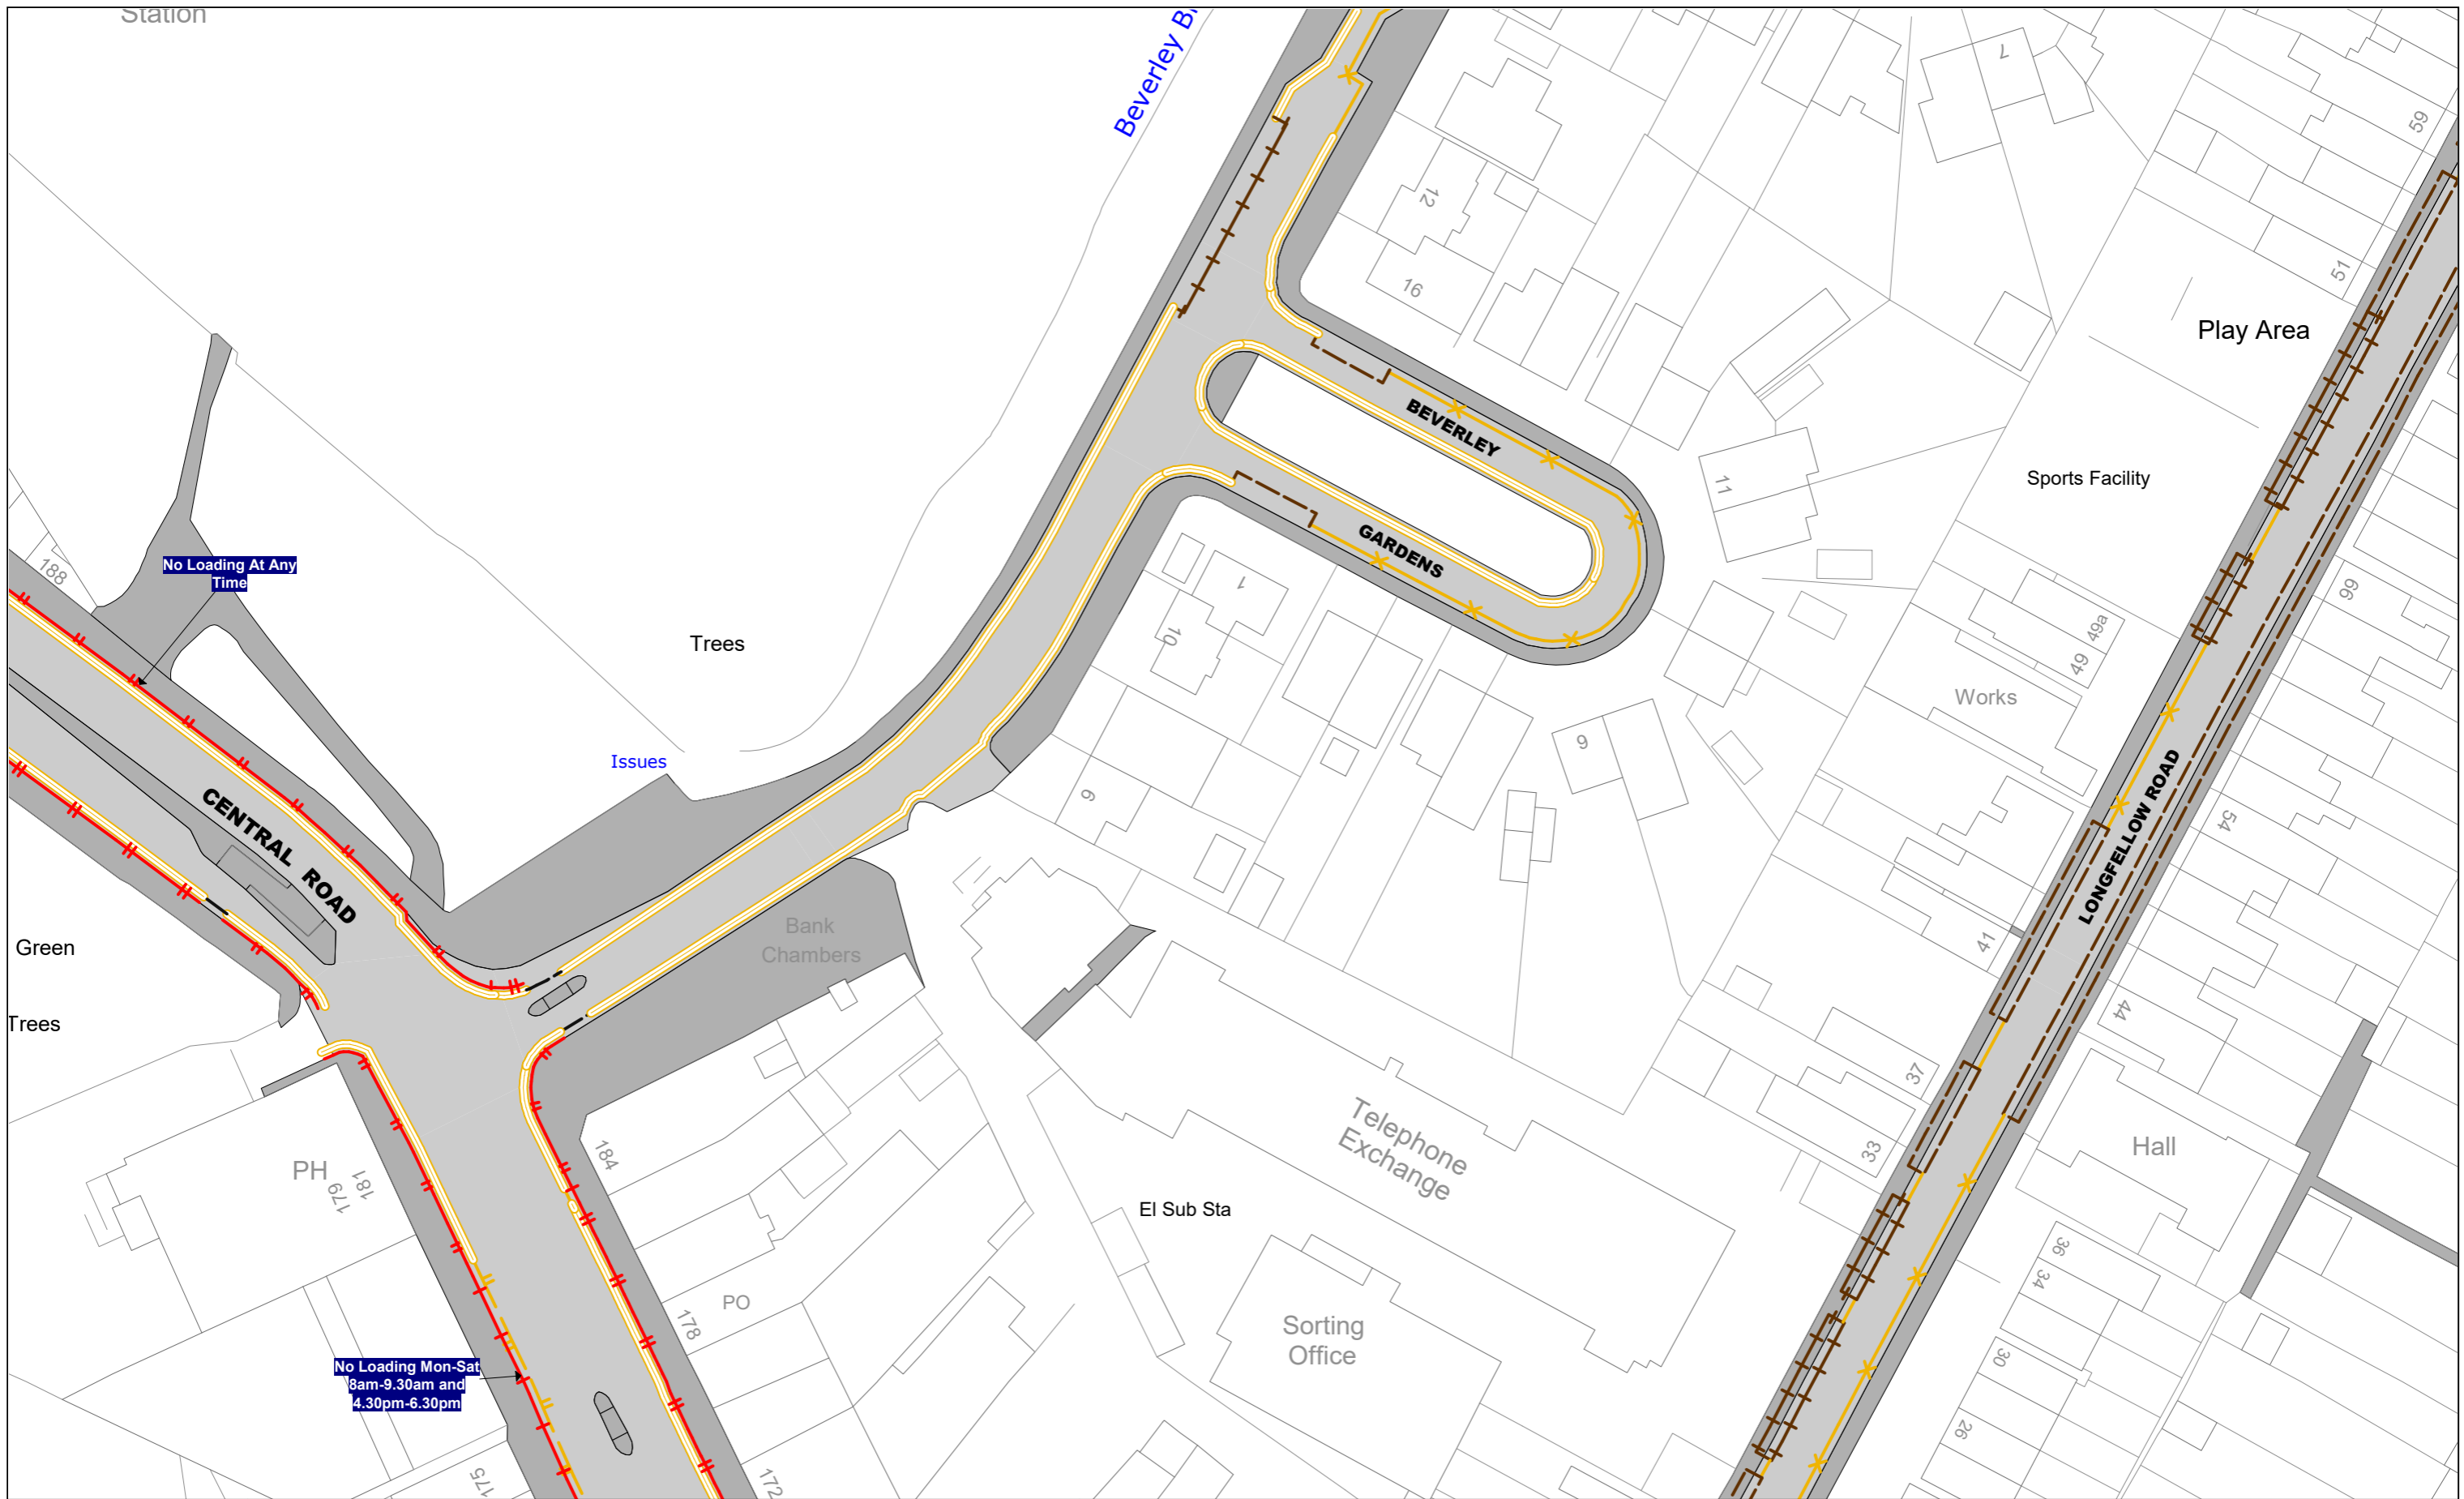 Station
Beverley
7
59
12
16
51
Play Area
BEVERLEY
11
Sports Facility
GARDENS
188
No Loading At Any
Time
1
10
99
49a
49
Trees
Works
Issues
9
9
54
LONGFELLOW ROAD
CENTRAL ROAD
41
Green
Bank
Chambers
Trees
44
37
33
Telephone
Exchange
Hall
184
PH
181
179
El Sub Sta
36
34
PO
178
Sorting
Office
30
No Loading Mon-Sat
8am-9.30am and
4.30pm-6.30pm
26
175
172